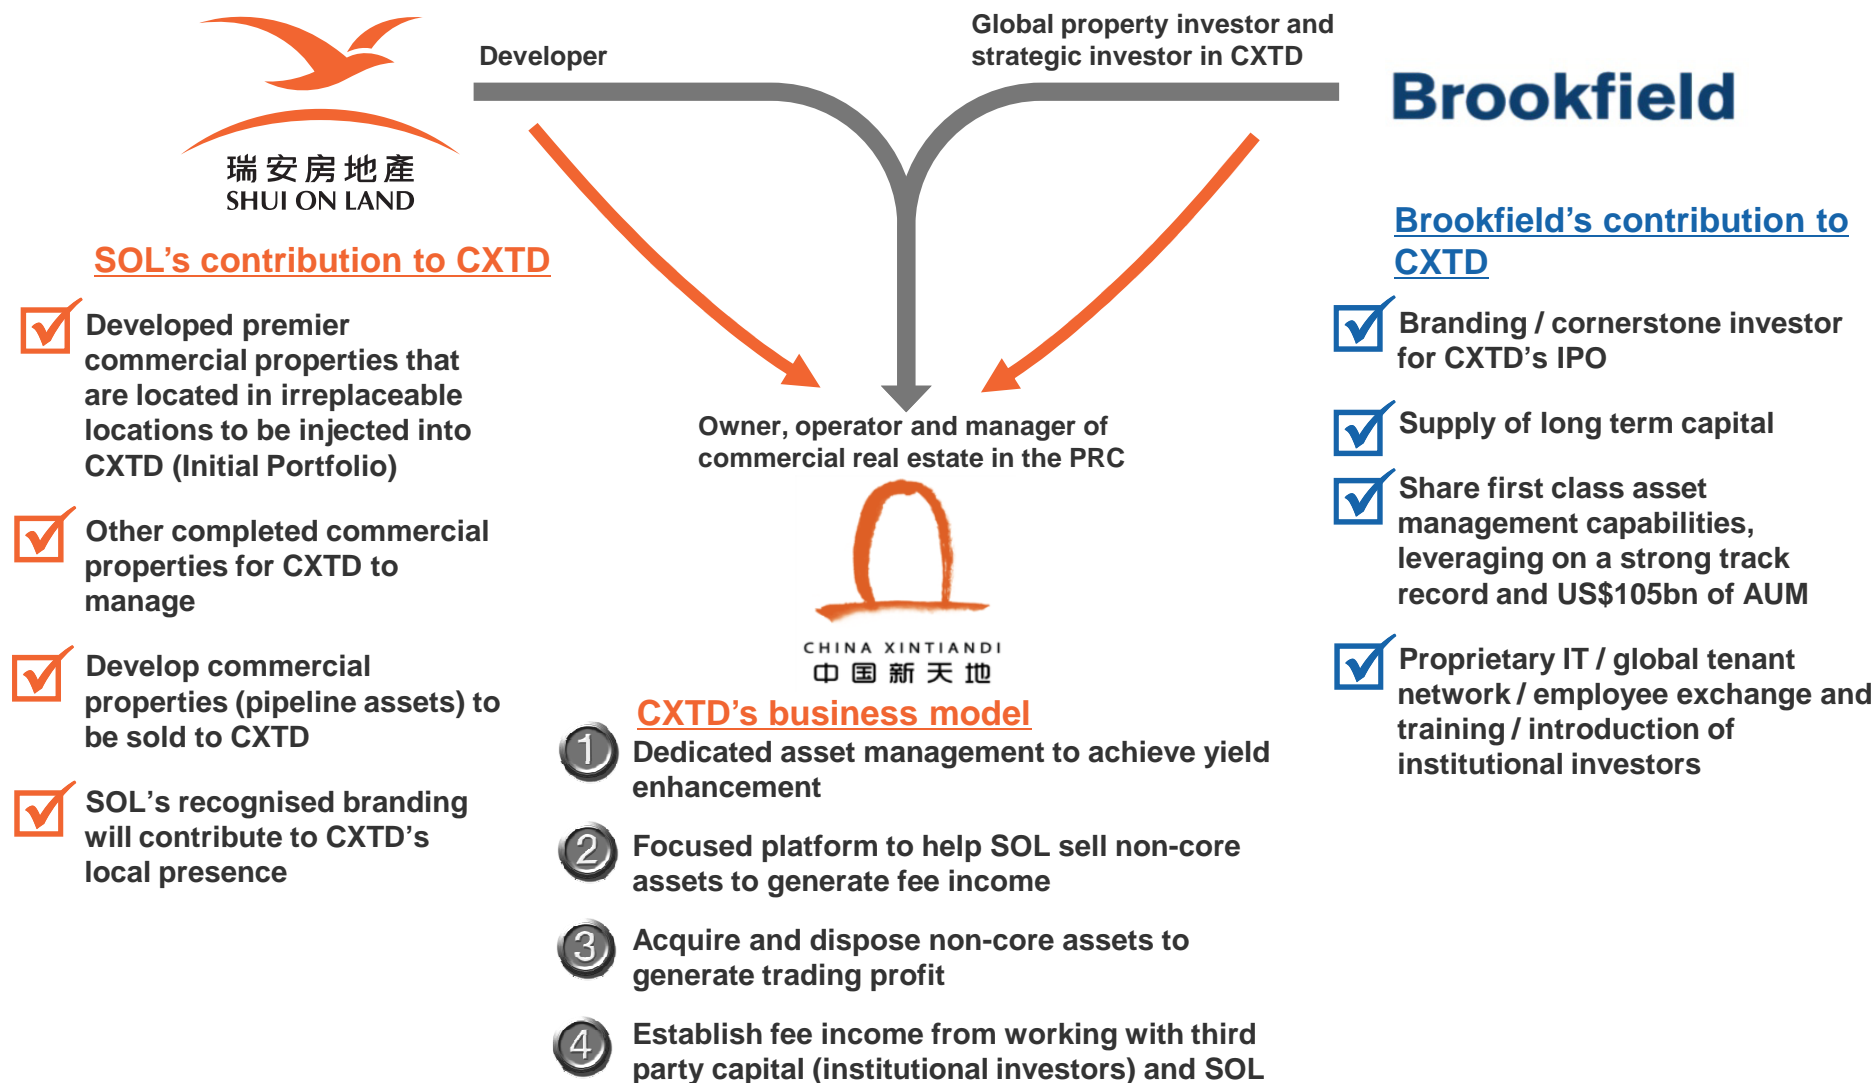 Developer
Global property investor and
strategic investor in CXTD
瑞安房地產
SHUI ON LAND
Brookfield
SOL's contribution to CXTD
Developed premier
commercial properties that
are located in irreplaceable
locations to be injected into
CXTD (Initial Portfolio)
Other completed commercial
properties for CXTD to
manage
Develop commercial
properties (pipeline assets) to
be sold to CXTD
SOL's recognised branding
will contribute to CXTD's
local presence
Owner, operator and manager of
commercial real estate in the PRC
CHINA XINTIANDI
中国新天地
CXTD's business model
1
Dedicated asset management to achieve yield
enhancement
2
Focused platform to help SOL sell non-core
assets to generate fee income
3
Acquire and dispose non-core assets to
generate trading profit
4
Establish fee income from working with third
party capital (institutional investors) and SOL
Brookfield's contribution to
CXTD
Branding / cornerstone investor
for CXTD's IPO
Supply of long term capital
Share first class asset
management capabilities,
leveraging on a strong track
record and US$105bn of AUM
Proprietary IT / global tenant
network / employee exchange and
training / introduction of
institutional investors